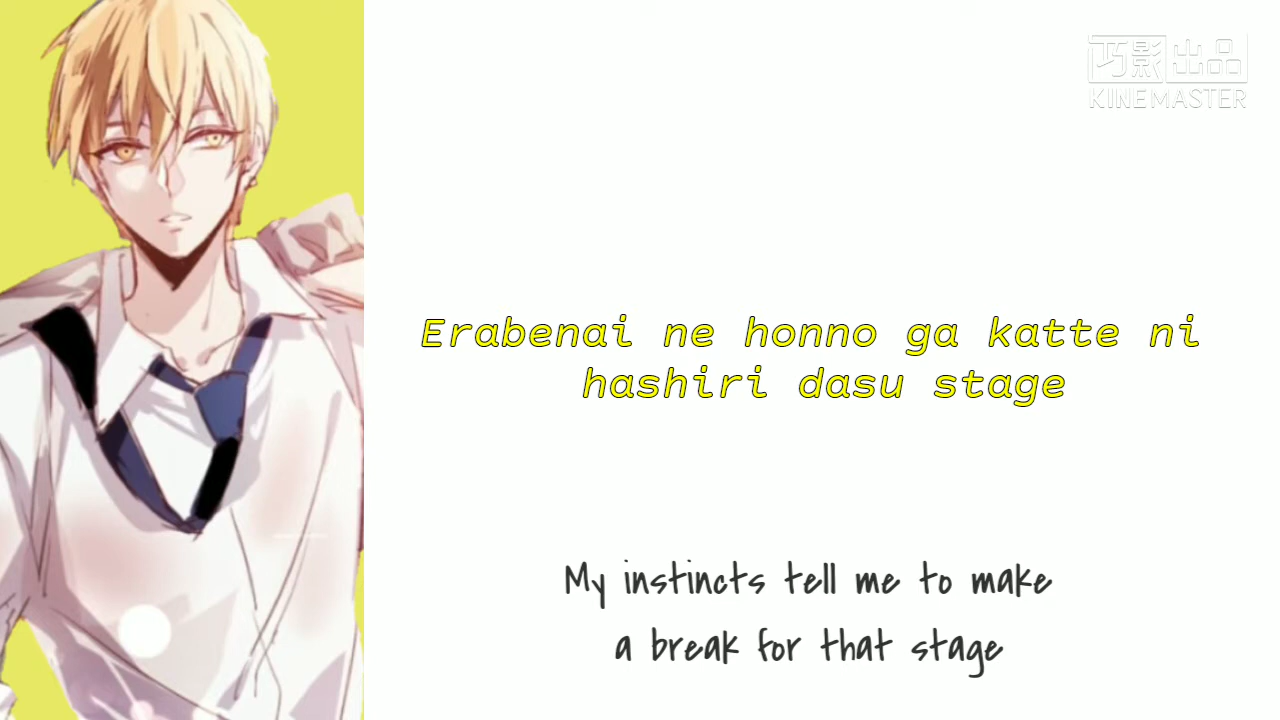 巧影出品
KINEMASTER
Erabenai ne honno ga katte ni
hashiri dasu stage
My instincts tell me to make
a break for that stage